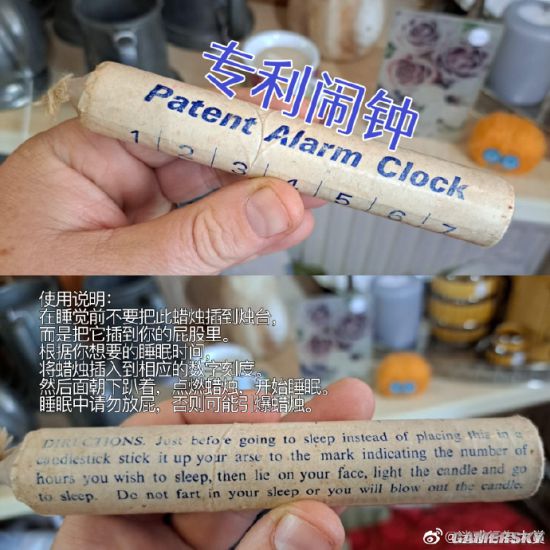 专利闹钟
Patent Alarm Clock
1 2 3 4 5 6 7
使用说明:
在睡觉前不要把此蜡烛插到烛台,
而是把它插到你的屁股里。
根据你想要的睡眠时间,
将蜡烛插入到相应的数字刻度。
然后面朝下趴着，点燃蜡烛，开始睡眠。
睡眠中请勿放屁，否则可能引爆蜡烛。
DIRECTIONS. Just before going to sleep instead of placing this in a
candlestick stick it up your arse to the mark indicating the number of
hours you wish to sleep, then lie on your face, light the candle and go
to sleep. Do not fart in your sleep or you will blow out the candle.
GAMERSKY